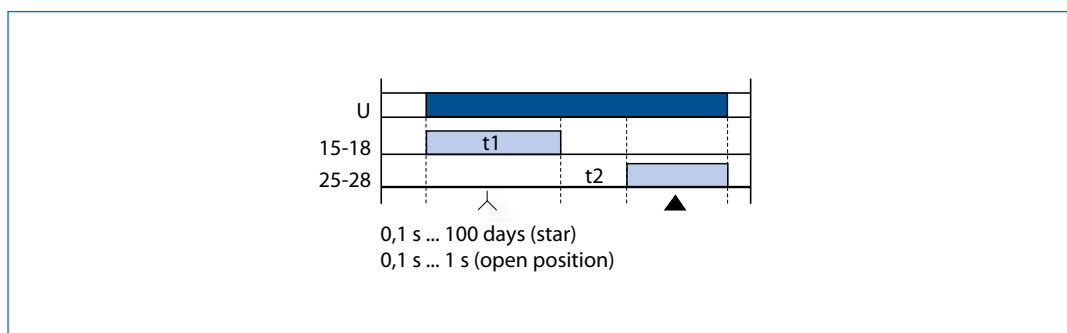 U
15-18 t1
25-28 t2
0,1 s ... 100 days (star)
0,1 s ... 1 s (open position)